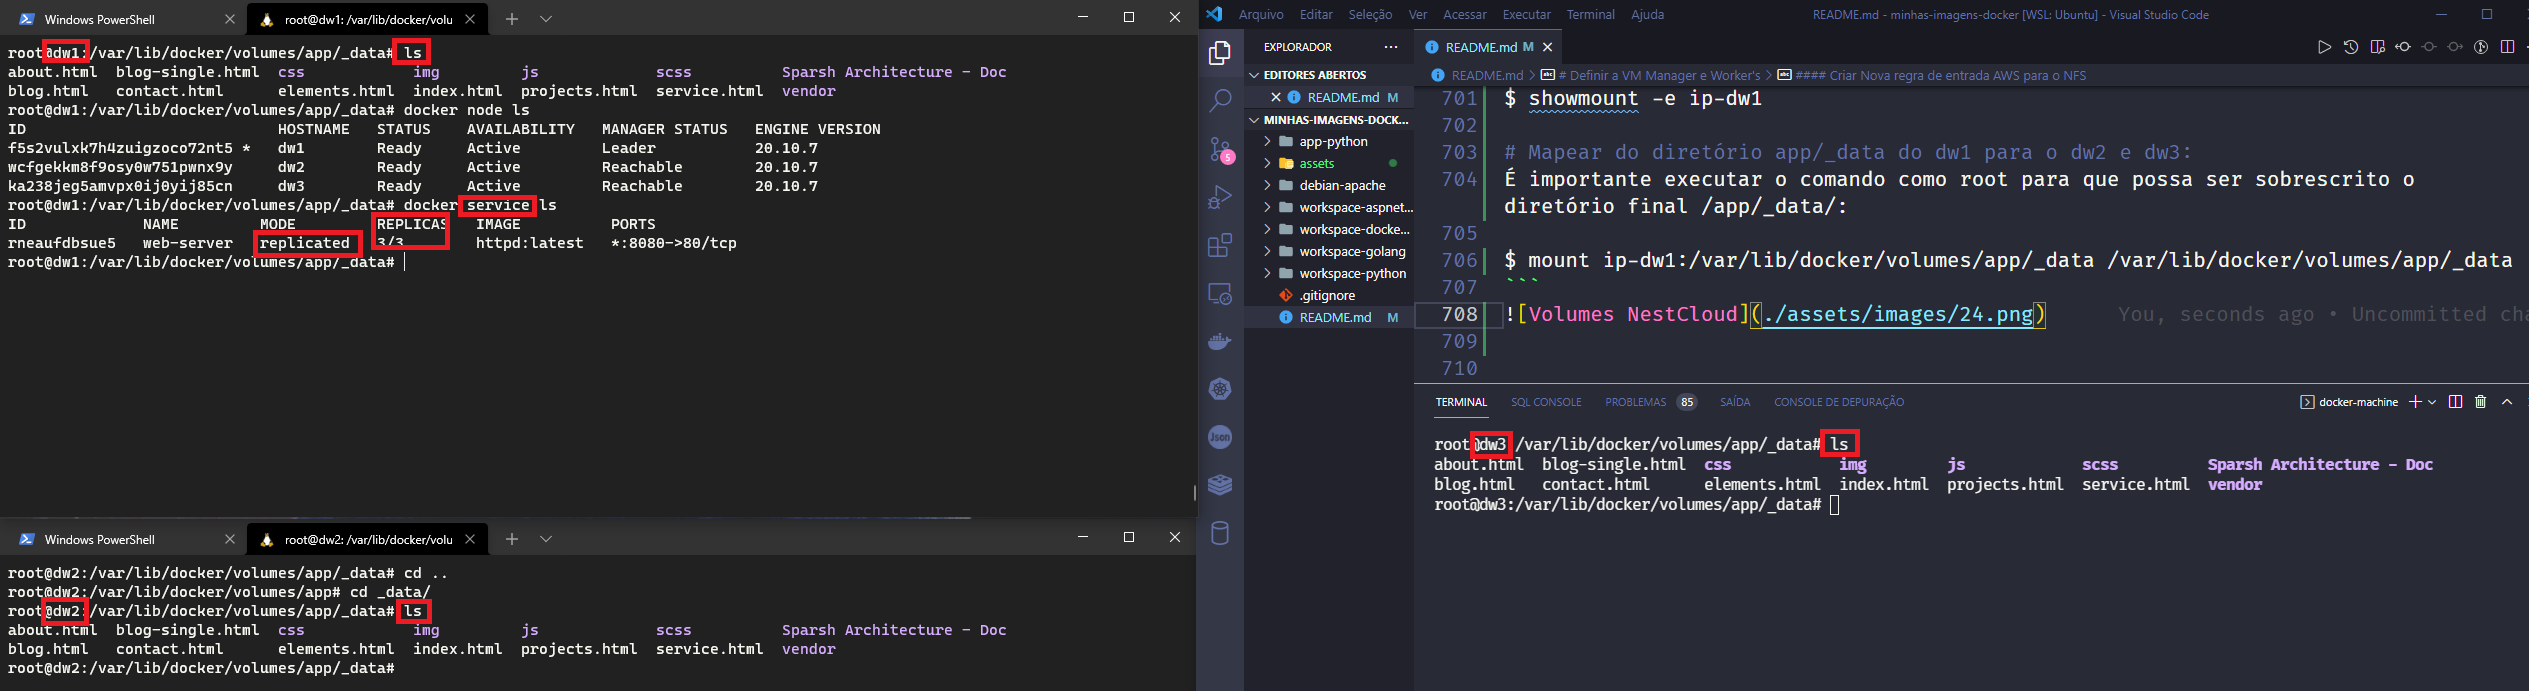 Windows PowerShell
root@dw1: /var/lib/docker/volu
root@dw1:/var/lib/docker/volumes/app/_data# ls
about.html  blog-single.html  css            img         js             scss          Sparsh Architecture - Doc
blog.html   contact.html      elements.html  index.html  projects.html  service.html  vendor
root@dw1:/var/lib/docker/volumes/app/_data# docker node ls
ID                            HOSTNAME   STATUS    AVAILABILITY   MANAGER STATUS   ENGINE VERSION
f5s2vulxk7h4zuigzoco72nt5 *   dw1        Ready     Active         Leader           20.10.7
wcfgekkm8f9osy0w751pwnx9y     dw2        Ready     Active         Reachable        20.10.7
ka238jeg5amvpx0ij0yij85cn     dw3        Ready     Active         Reachable        20.10.7
root@dw1:/var/lib/docker/volumes/app/_data# docker service ls
ID             NAME         MODE         REPLICAS   IMAGE          PORTS
rneaufdbsue5   web-server   replicated   3/3        httpd:latest   *:8080->80/tcp
root@dw1:/var/lib/docker/volumes/app/_data#
Windows PowerShell
root@dw2: /var/lib/docker/volu
root@dw2:/var/lib/docker/volumes/app/_data# cd ..
root@dw2:/var/lib/docker/volumes/app# cd _data/
root@dw2:/var/lib/docker/volumes/app/_data# ls
about.html  blog-single.html  css            img         js             scss          Sparsh Architecture - Doc
blog.html   contact.html      elements.html  index.html  projects.html  service.html  vendor
root@dw2:/var/lib/docker/volumes/app/_data#
Arquivo Editar Seleção Ver Acessar Executar Terminal Ajuda
README.md - minhas-imagens-docker [WSL: Ubuntu] - Visual Studio Code
5
Json
EXPLORADOR
EDITORES ABERTOS
README.md M
MINHAS-IMAGENS-DOCK...
app-python
assets
debian-apache
workspace-aspnet...
workspace-docke...
workspace-golang
workspace-python
.gitignore
README.md M
README.md M
README.md > # Definir a VM Manager e Worker's > #### Criar Nova regra de entrada AWS para o NFS
701 $ showmount -e ip-dw1
702
703 # Mapear do diretório app/_data do dw1 para o dw2 e dw3:
704 É importante executar o comando como root para que possa ser sobrescrito o
diretório final /app/_data/:
705
706 $ mount ip-dw1:/var/lib/docker/volumes/app/_data /var/lib/docker/volumes/app/_data
707 ```
708 ![Volumes NestCloud](./assets/images/24.png) You, seconds ago • Uncommitted cha
709
710
TERMINAL SQL CONSOLE PROBLEMAS 85 SAÍDA CONSOLE DE DEPURAÇÃO
docker-machine
root@dw3:/var/lib/docker/volumes/app/_data# ls
about.html  blog-single.html  css            img         js             scss          Sparsh Architecture - Doc
blog.html   contact.html      elements.html  index.html  projects.html  service.html  vendor
root@dw3:/var/lib/docker/volumes/app/_data#